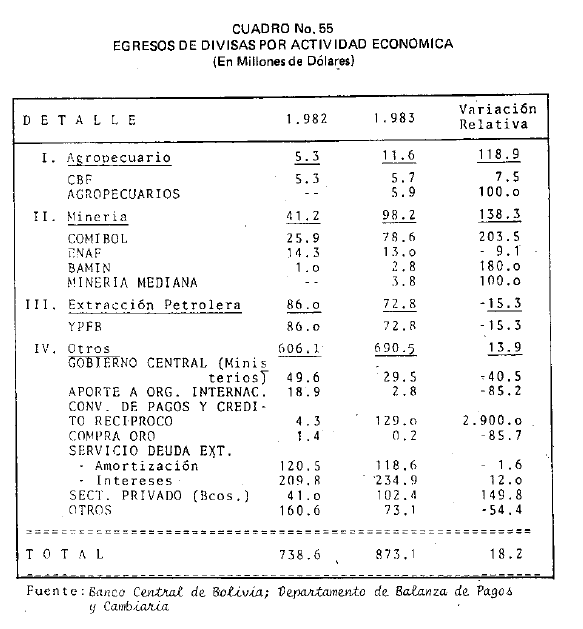 CUADRO No. 55
EGRESOS DE DIVISAS POR ACTIVIDAD ECONOMICA
(En Millones de Dólares)
D E T A L L E 1.982 1.983 Variación
Relativa
I. Agropecuario 5.3 11.6 118.9
CBF 5.3 5.7 7.5
AGROPECUARIOS -- 5.9 100.o
II. Mineria 41.2 98.2 138.3
COMIBOL 25.9 78.6 203.5
ENAF 14.3 13.o - 9.1
BAMIN 1.o 2.8 180.o
MINERIA MEDIANA -- 3.8 100.o
III. Extracción Petrolera 86.o 72.8 -15.3
YPFB 86.o 72.8 -15.3
IV. Otros 606.1 690.5 13.9
GOBIERNO CENTRAL (Minis
terios) 49.6 29.5 -40.5
APORTE A ORG. INTERNAC. 18.9 2.8 -85.2
CONV. DE PAGOS Y CREDI-
TO RECIPROCO 4.3 129.o 2.900.o
COMPRA ORO 1.4 0.2 -85.7
SERVICIO DEUDA EXT.
- Amortización 120.5 118.6 - 1.6
- Intereses 209.8 234.9 12.o
SECT. PRIVADO (Bcos.) 41.o 102.4 149.8
OTROS 160.6 73.1 -54.4
T O T A L 738.6 873.1 18.2
Fuente: Banco Central de Bolivia; Departamento de Balanza de Pagos
y Cambiaria